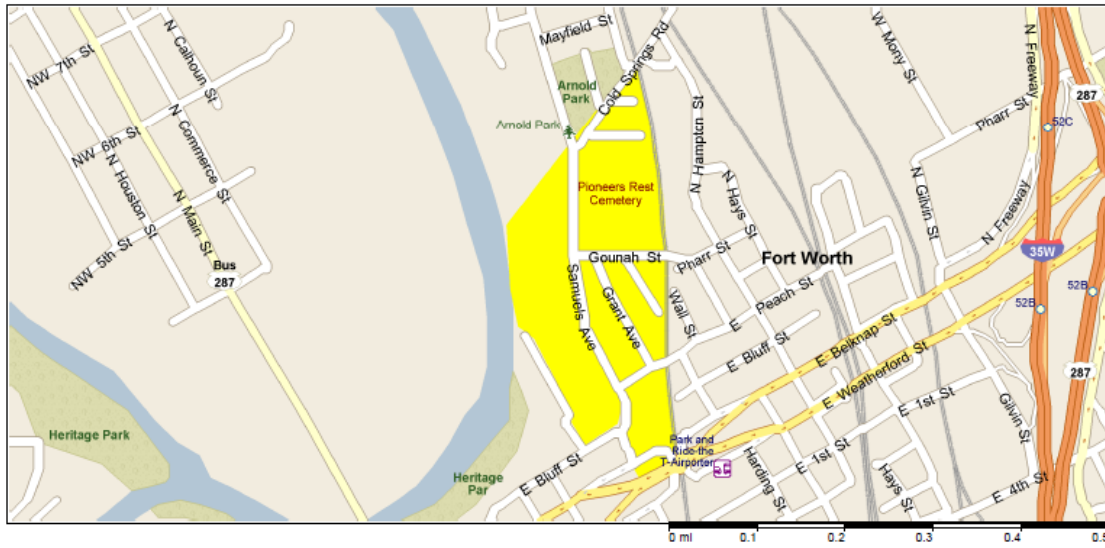 NW 7th St
N Calhoun St
NW 6th St
N Commerce St
N Houston St
N Main St
NW 5th St
Bus
287
Heritage Park
Heritage
Par
Mayfield St
Cold Springs Rd
Arnold
Park
Arnold Park
Pioneers Rest
Cemetery
Gounah St
Samuels Ave
Grant Ave
N Hampton St
N Hays St
Pharr St
Wall St
Fort Worth
E Peach St
E Bluff St
E Belknap St
E Weatherford St
E 1st St
E Bluff St
Park and
Ride-the
T-Airporter
Harding St
E 1st St
Hays St
E 4th St
Gilvin St
W Mony St
N Freeway
287
Pharr St
52C
N Gilvin St
N Freeway
35W
52B
52B
287
0 mi
0.1
0.2
0.3
0.4
0.5